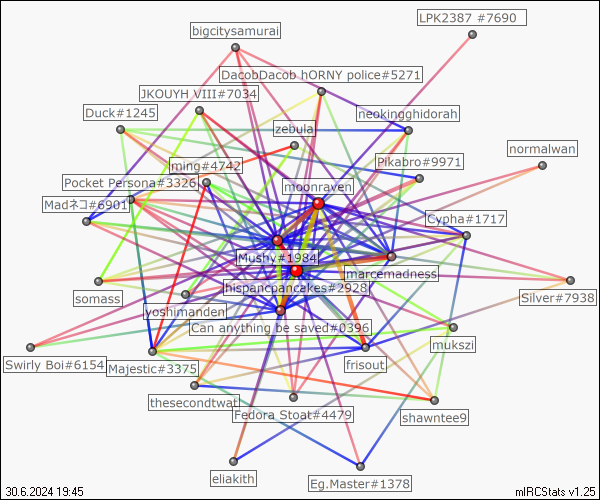 LPK2387 #7690
bigcitysamurai
DacobDacob hORNY police#5271
JKOUYH VIII#7034
Duck#1245
neokingghidorah
zebula
normalwan
Pikabro#9971
ming#4742
Pocket Persona#3326
moonraven
Madネコ#6901
Cypha#1717
Mushy#1984
marcemadness
hispancpancakes#2928
somass
Silver#7938
yoshimanden
Can anything be saved#0396
mukszi
Swirly Boi#6154
Majestic#3375
frisout
thesecondtwat
Fedora Stoat#4479
shawntee9
eliakith
Eg.Master#1378
30.6.2024 19:45
mIRCStats v1.25